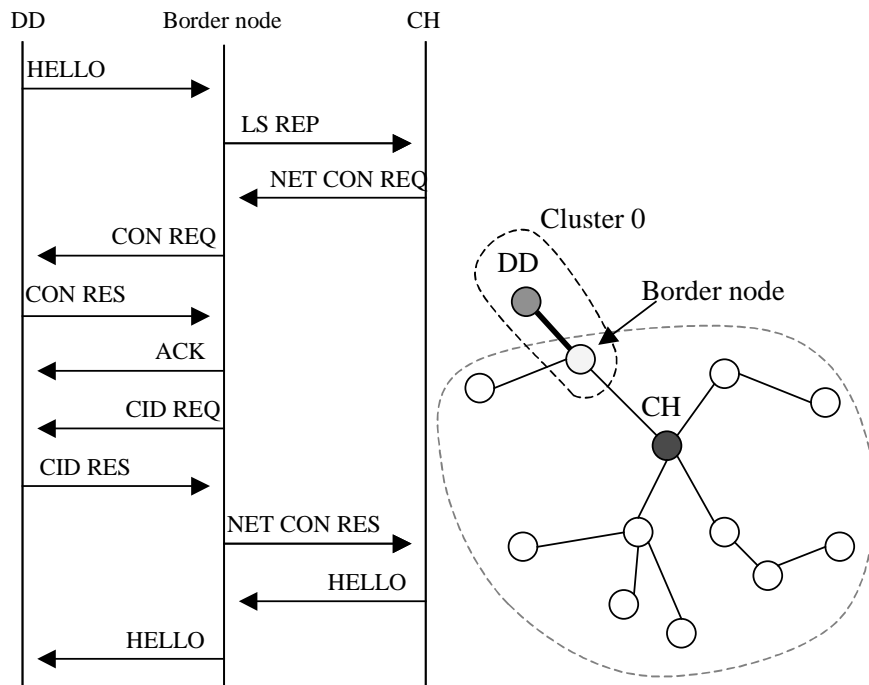 DD
Border node
CH
HELLO
LS REP
NET CON REQ
CON REQ
CON RES
ACK
CID REQ
CID RES
NET CON RES
HELLO
HELLO
Cluster 0
DD
Border node
CH